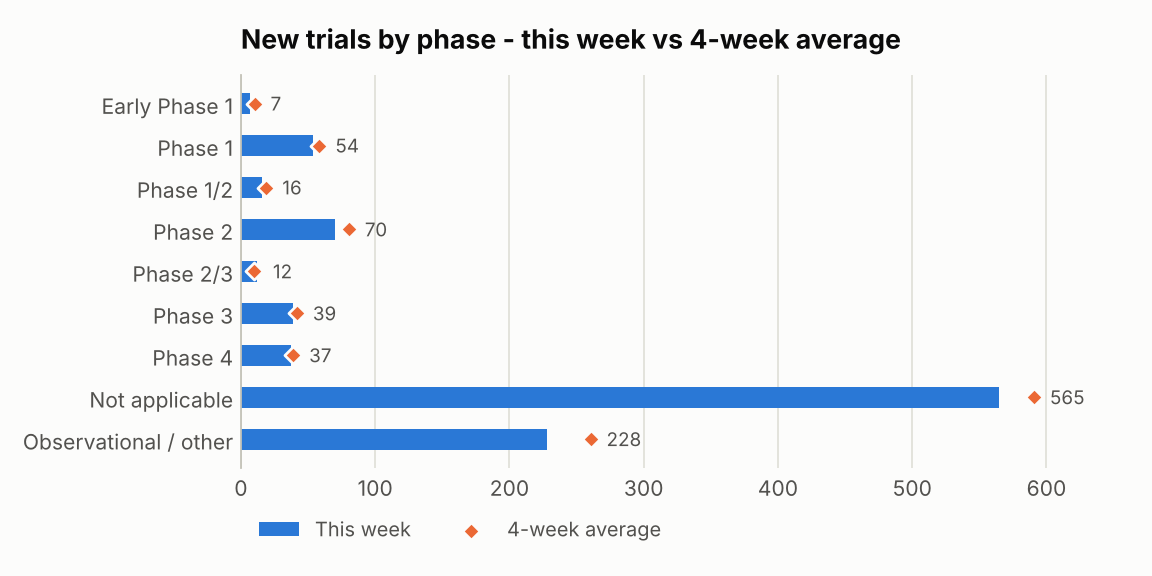 New trials by phase - this week vs 4-week average
Early Phase 1 7
Phase 1 54
Phase 1/2 16
Phase 2 70
Phase 2/3 12
Phase 3 39
Phase 4 37
Not applicable 565
Observational / other 228
0 100 200 300 400 500 600
This week 4-week average